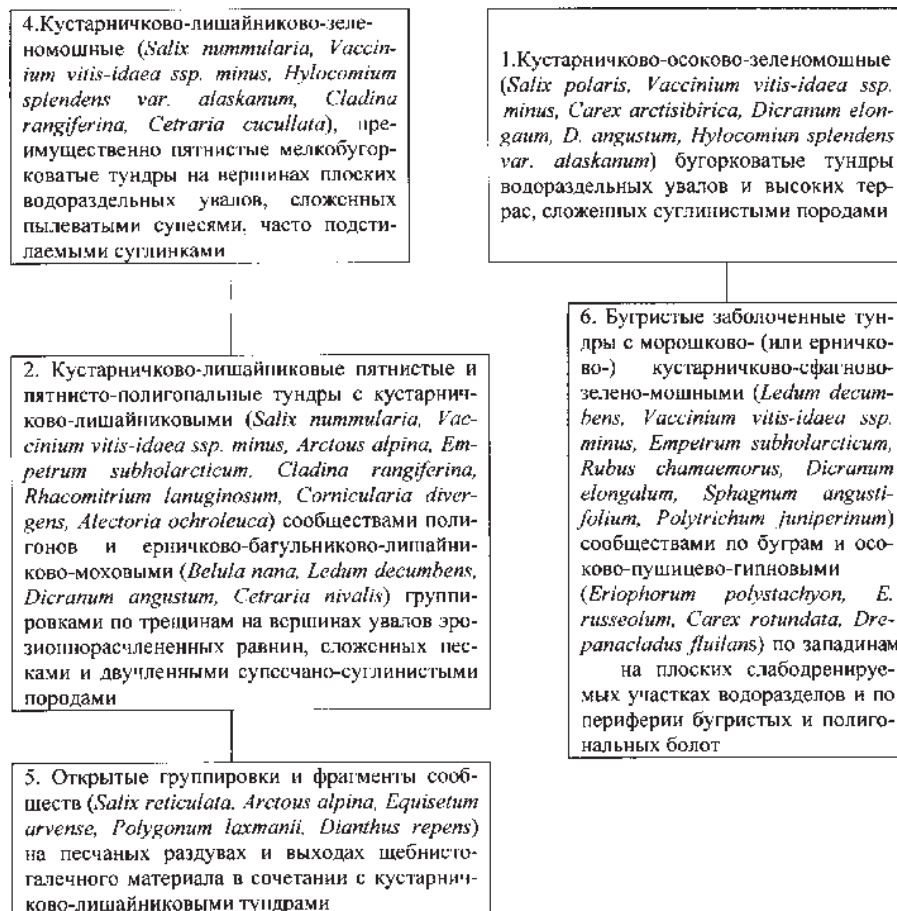 4.Кустарничково-лишайниково-зеле-
номошные (Salix nummularia, Vaccin-
ium vitis-idaea ssp. minus, Hylocomium
splendens var. alaskanum, Cladina
rangiferina, Cetraria cucullata), пре-
имущественно пятнистые мелкобугор-
коватые тундры на вершинах плоских
водораздельных увалов, сложенных
пылеватыми супесями, часто подсти-
лаемыми суглинками
1.Кустарничково-осоково-зеленомошные
(Salix polaris, Vaccinium vitis-idaea ssp.
minus, Carex arctisibirica, Dicranum elon-
gaum, D. angustum, Hylocomiun splendens
var. alaskanum) бугорковатые тундры
водораздельных увалов и высоких тер-
рас, сложенных суглинистыми породами
2. Кустарничково-лишайниковые пятнистые и
пятнисто-полигональные тундры с кустарнич-
ково-лишайниковыми (Salix nummularia, Vac-
cinium vitis-idaea ssp. minus, Arctous alpina, Em-
petrum subholarcticum, Cladina rangiferina,
Rhacomitrium lanuginosum, Cornicularia diver-
gens, Alectoria ochroleuca) сообществами поли-
гонов и ерничково-багульниково-лишайни-
ково-моховыми (Belula nana, Ledum decumbens,
Dicranum angustum, Cetraria nivalis) группи-
ровками по трещинам на вершинах увалов эро-
зионнорасчлененных равнин, сложенных пес-
ками и двучленными супесчано-суглинистыми
породами
6. Бугристые заболоченные тун-
дры с морошково- (или ерничко-
во-) кустарничково-сфагново-
зелено-мошными (Ledum decum-
bens, Vaccinium vitis-idaea ssp.
minus, Empetrum subholarcticum,
Rubus chamaemorus, Dicranum
elongalum, Sphagnum angusti-
folium, Polytrichum juniperinum)
сообществами по буграм и осо-
ково-пушицево-гипновыми
(Eriophorum polystachyon, E.
russeolum, Carex rotundata, Dre-
panacladus fluilans) по западинам
на плоских слабодренируе-
мых участках водоразделов и по
периферии бугристых и полиго-
нальных болот
5. Открытые группировки и фрагменты сооб-
ществ (Salix reticulata, Arctous alpina, Equisetum
arvense, Polygonum laxmanii, Dianthus repens)
на песчаных раздувах и выходах щебнисто-
галечного материала в сочетании с кустарнич-
ково-лишайниковыми тундрами